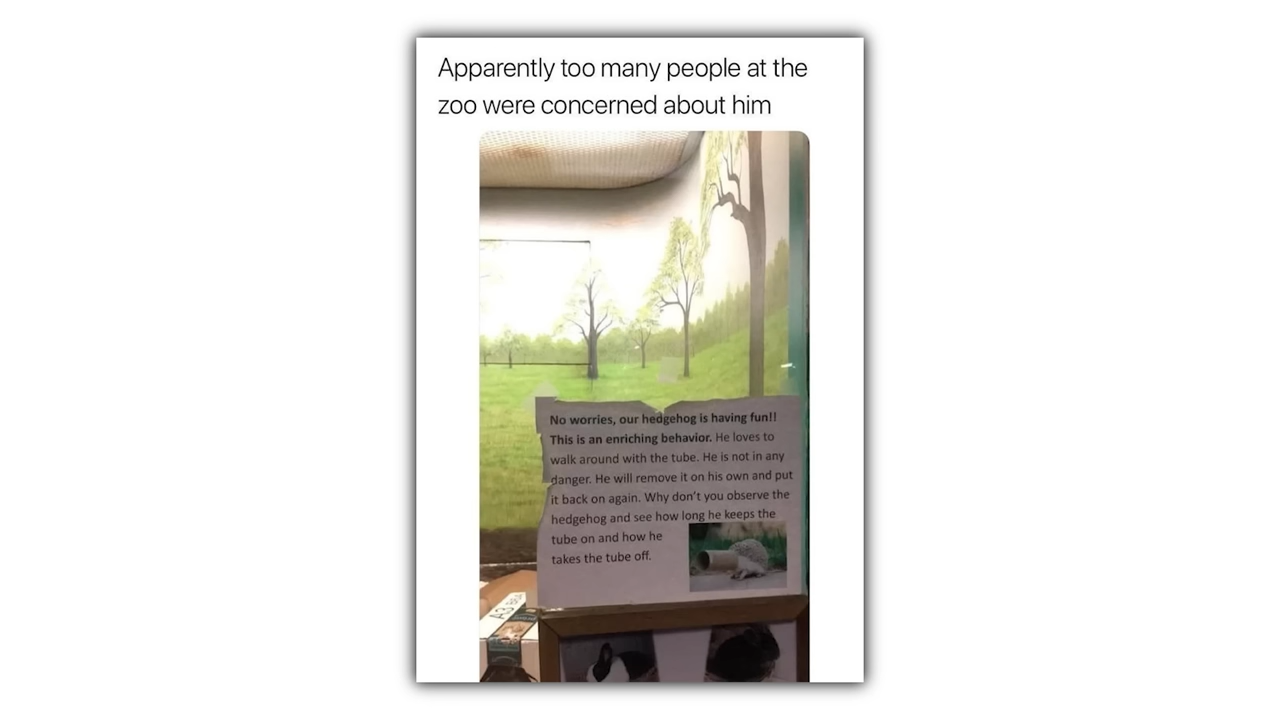 Apparently too many people at the
zoo were concerned about him
No worries, our hedgehog is having fun!!
This is an enriching behavior. He loves to
walk around with the tube. He is not in any
danger. He will remove it on his own and put
it back on again. Why don't you observe the
hedgehog and see how long he keeps the
tube on and how he
takes the tube off.
A3